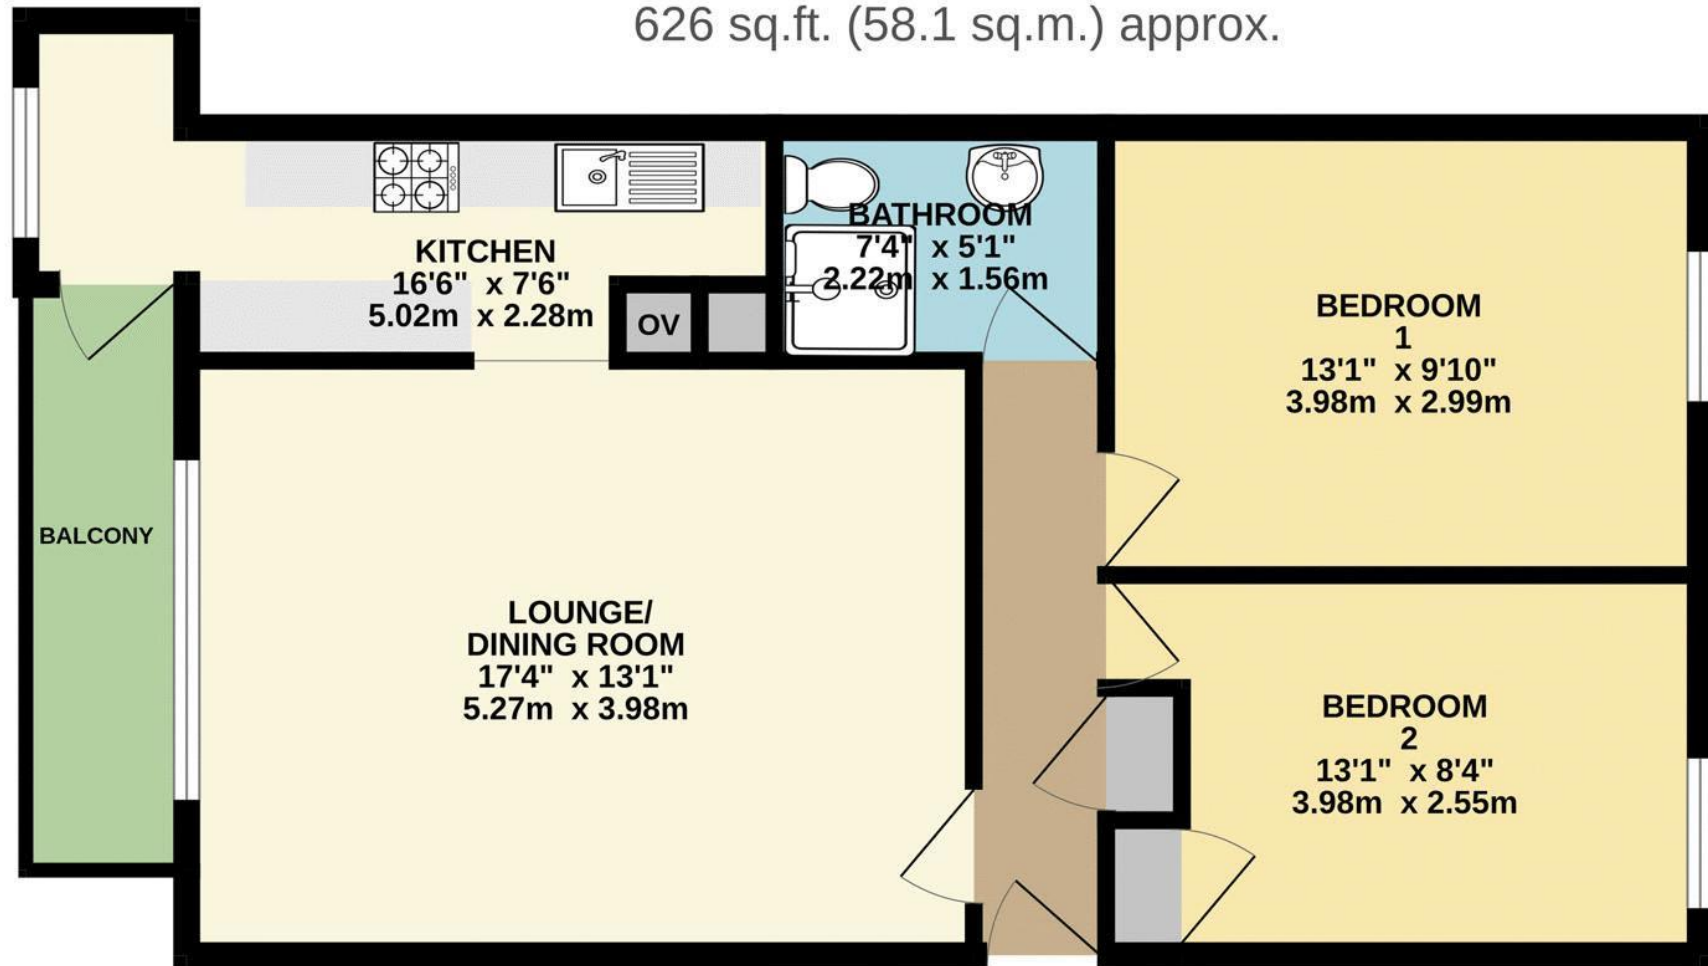 626 sq.ft. (58.1 sq.m.) approx.
KITCHEN
16'6" x 7'6"
5.02m x 2.28m
OV
BATHROOM
7'4" x 5'1"
2.22m x 1.56m
BEDROOM
1
13'1" x 9'10"
3.98m x 2.99m
BALCONY
LOUNGE/
DINING ROOM
17'4" x 13'1"
5.27m x 3.98m
BEDROOM
2
13'1" x 8'4"
3.98m x 2.55m